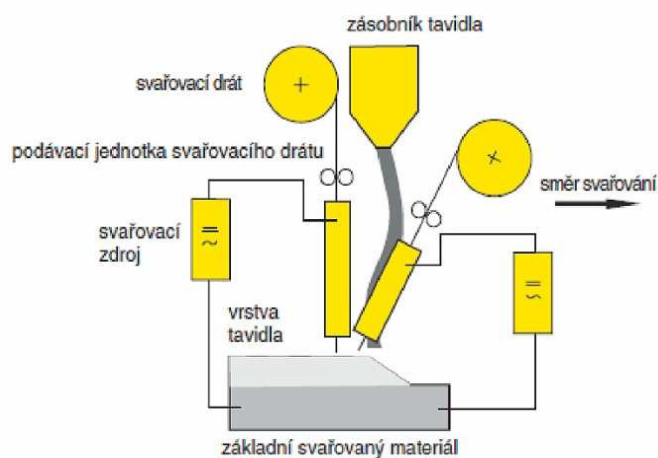 zásobník tavidla
svařovací drát
podávací jednotka svařovacího drátu
směr svařování
svařovací
zdroj
vrstva
tavidla
základní svařovaný materiál